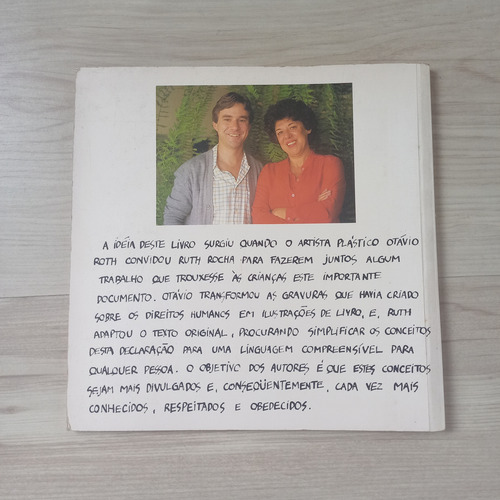 A IDÉIA DESTE LIVRO SURGIU QUANDO O ARTISTA PLÁSTICO OTÁVIO
ROTH CONVIDOU RUTH ROCHA PARA FAZEREM JUNTOS ALGUM
TRABALHO QUE TROUXESSE ÀS CRIANÇAS ESTE IMPORTANTE
DOCUMENTO. OTÁVIO TRANSFORMOU AS GRAVURAS QUE HAVIA CRIADO
SOBRE OS DIREITOS HUMANOS EM ILUSTRAÇÕES DE LIVRO, E, RUTH
ADAPTOU O TEXTO ORIGINAL, PROCURANDO SIMPLIFICAR OS CONCEITOS
DESTA DECLARAÇÃO PARA UMA LINGUAGEM COMPREENSÍVEL PARA
QUALQUER PESSOA. O OBJETIVO DOS AUTORES É QUE ESTES CONCEITOS
SEJAM MAIS DIVULGADOS E, CONSEQÜENTEMENTE, CADA VEZ MAIS
CONHECIDOS, RESPEITADOS E OBEDECIDOS.